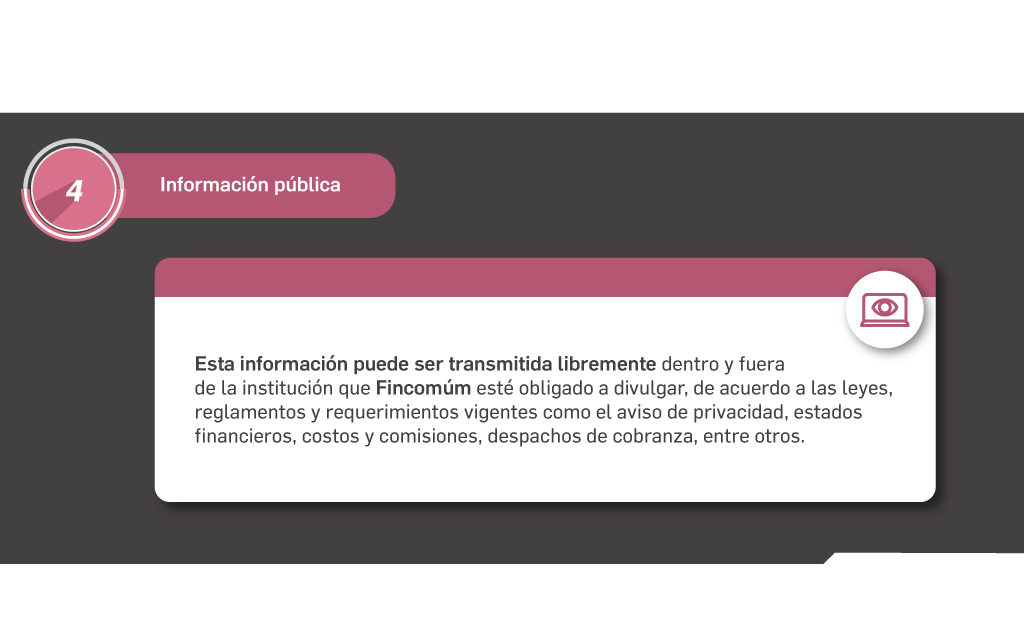 4
Información pública
Esta información puede ser transmitida libremente dentro y fuera
de la institución que Fincomúm esté obligado a divulgar, de acuerdo a las leyes,
reglamentos y requerimientos vigentes como el aviso de privacidad, estados
financieros, costos y comisiones, despachos de cobranza, entre otros.